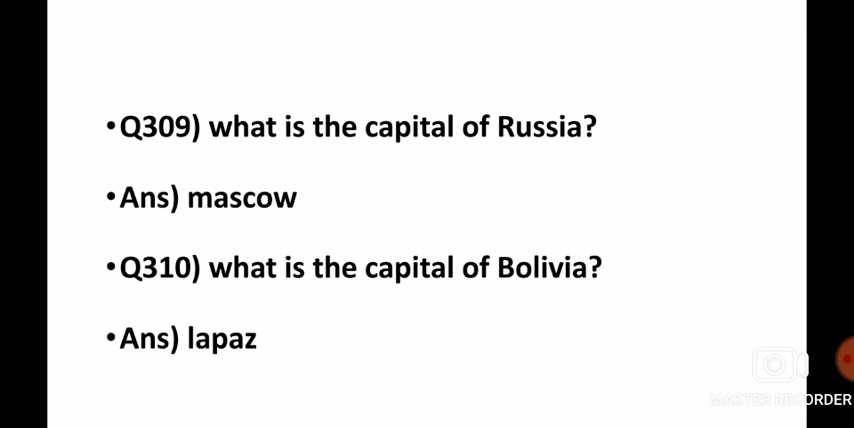 •Q309) what is the capital of Russia?
•Ans) mascow
•Q310) what is the capital of Bolivia?
•Ans) lapaz
MASTER RECORDER